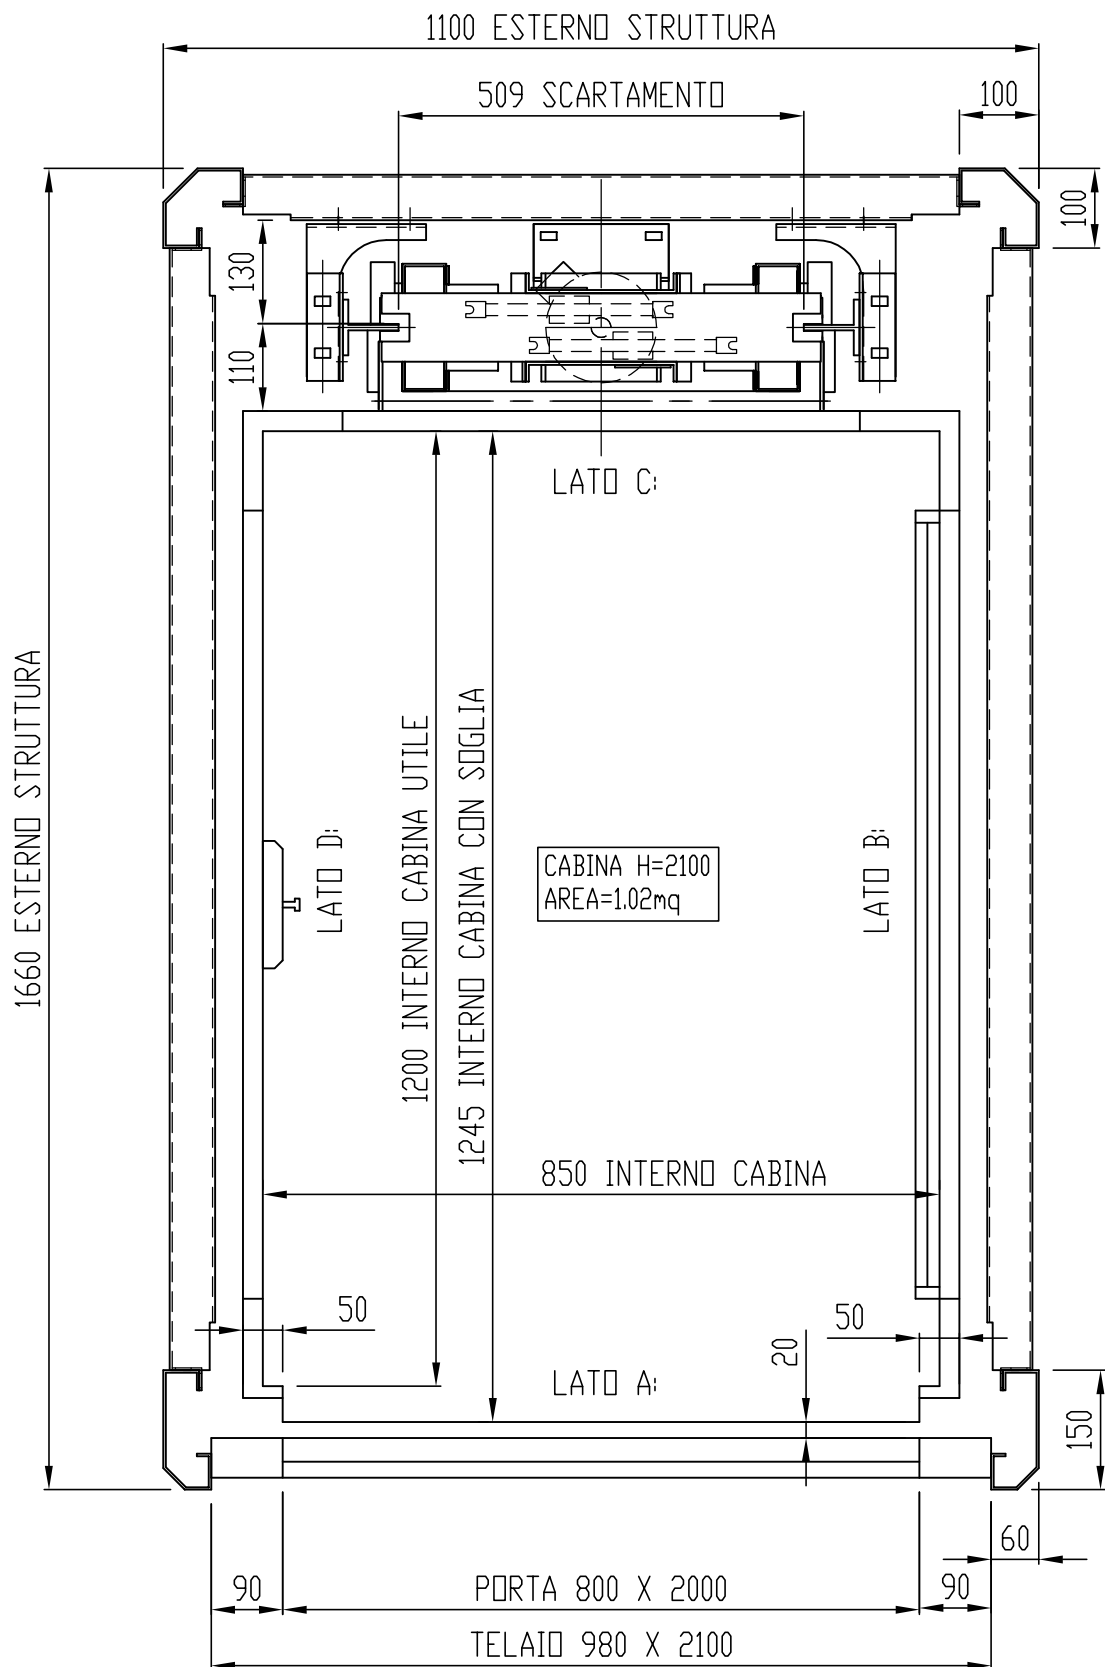 1100 ESTERNO STRUTTURA
509 SCARTAMENTO
100
100
130
110
LATO C:
1660 ESTERNO STRUTTURA
1200 INTERNO CABINA UTILE
1245 INTERNO CABINA CON SOGLIA
LATO D:
CABINA H=2100
AREA=1.02mq
LATO B:
850 INTERNO CABINA
50
50
20
LATO A:
150
60
90
PORTA 800 X 2000
90
TELAIO 980 X 2100